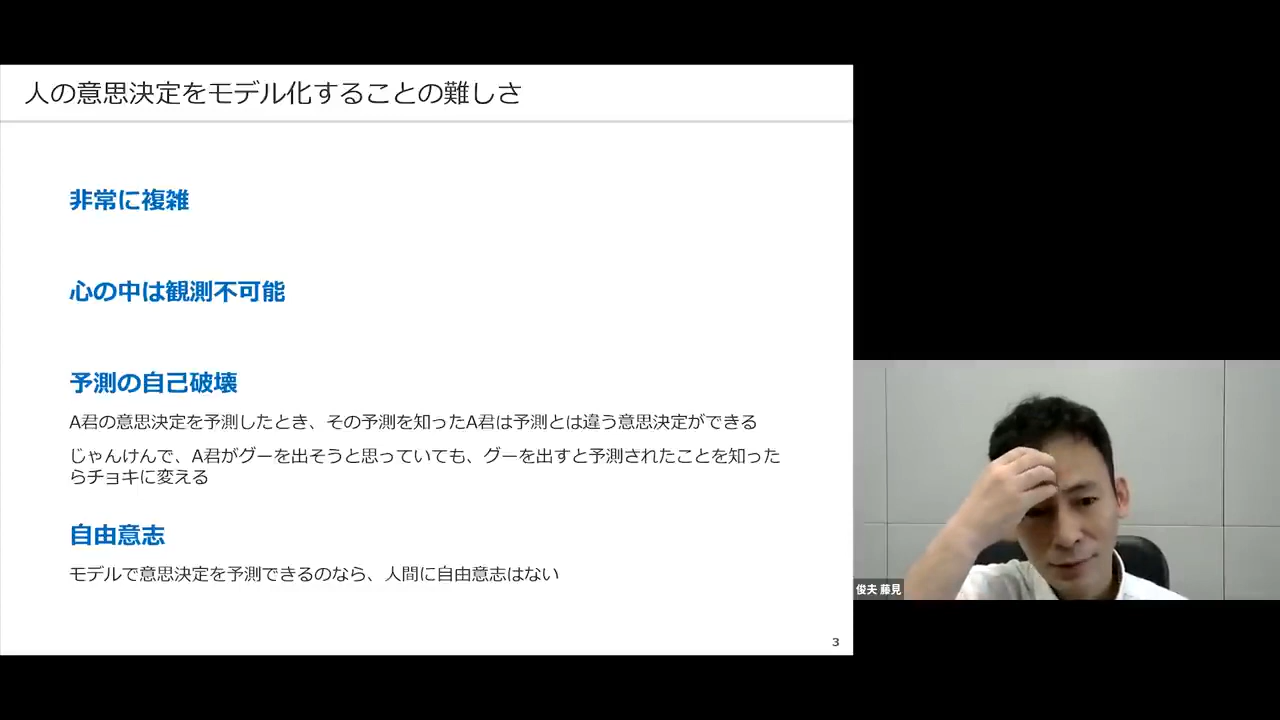 人の意思決定をモデル化することの難しさ
非常に複雑
心の中は観測不可能
予測の自己破壊
A君の意思決定を予測したとき、その予測を知ったA君は予測とは違う意思決定ができる
じゃんけんで、A君がグーを出そうと思っていても、グーを出すと予測されたことを知った
らチョキに変える
自由意志
モデルで意思決定を予測できるのなら、人間に自由意志はない
俊夫 藤見
3